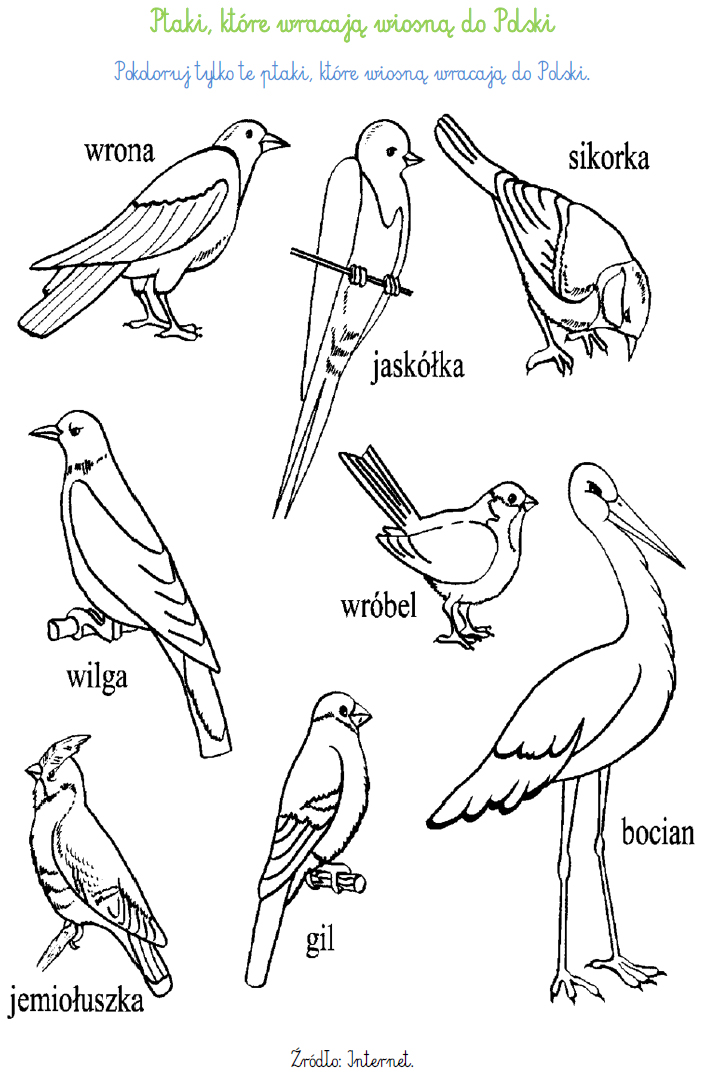 Ptaki, które wracają wiosną do Polski
Pokoloruj tylko te ptaki, które wiosną wracają do Polski.
wrona
sikorka
jaskółka
wróbel
wilga
bocian
gil
jemiołuszka
Źródło: Internet.